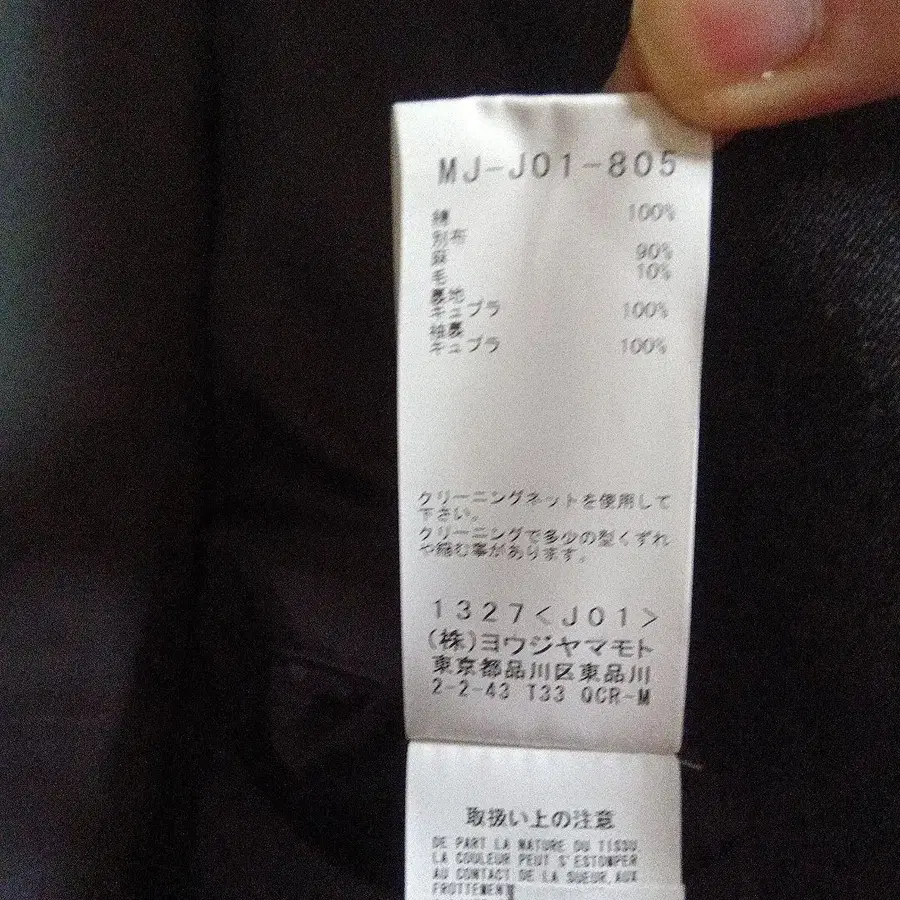 MJ-J01-805
綿 100%
別布
麻 90%
毛 10%
裏地
キュプラ 100%
袖裏
キュプラ 100%
クリーニングネットを使用して
下さい。
クリーニングで多少の型くずれ
や縮む事があります。
1327<J01>
(株)ヨウジヤマモト
東京都品川区東品川
2-2-43 T33 QCR-M
取扱い上の注意
DE PART LA NATURE DU TISSU
LA COULEUR PEUT S'ESTOMPER
AU CONTACT DE LA SUEUR,AUX
FROTTEMEN